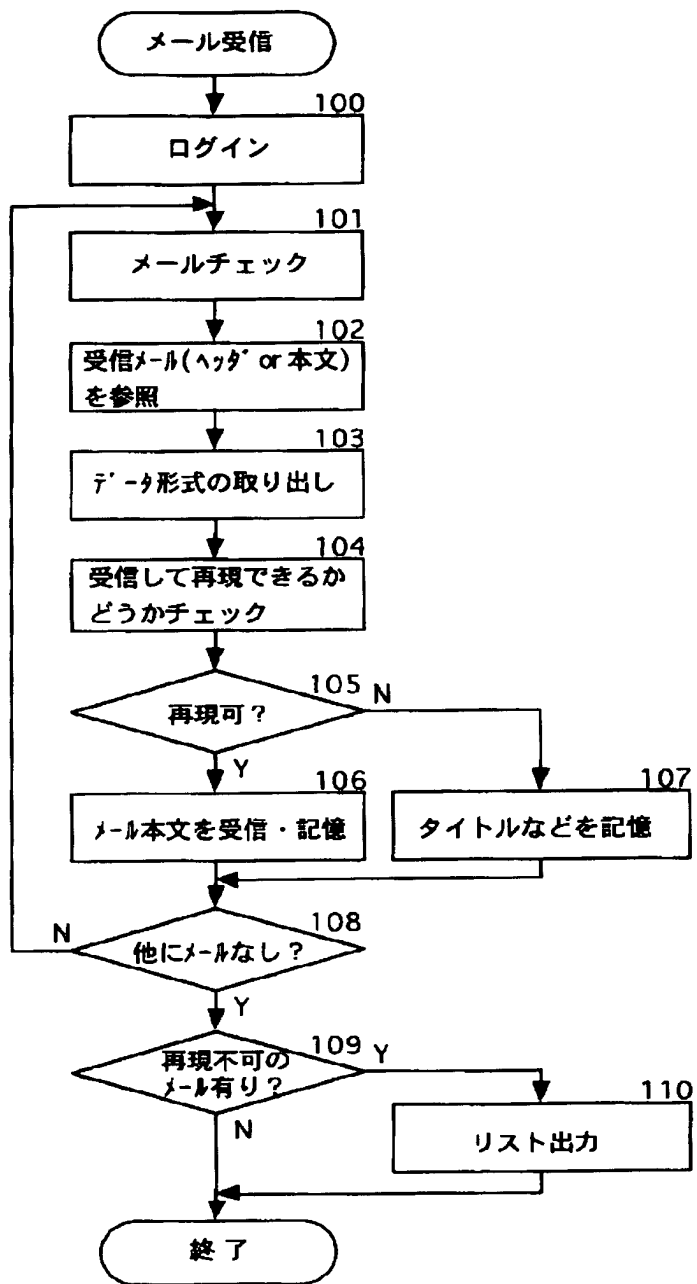 メール受信
100
ログイン
101
メールチェック
102
受信ﾒｰﾙ(ﾍｯﾀﾞ or 本文)
を参照
103
ﾃﾞｰﾀ形式の取り出し
104
受信して再現できるか
どうかチェック
105
再現可?
N
Y
106
ﾒｰﾙ本文を受信・記憶
107
タイトルなどを記憶
108
N
他にﾒｰﾙなし?
Y
109
再現不可の
ﾒｰﾙ有り?
Y
N
110
リスト出力
終了